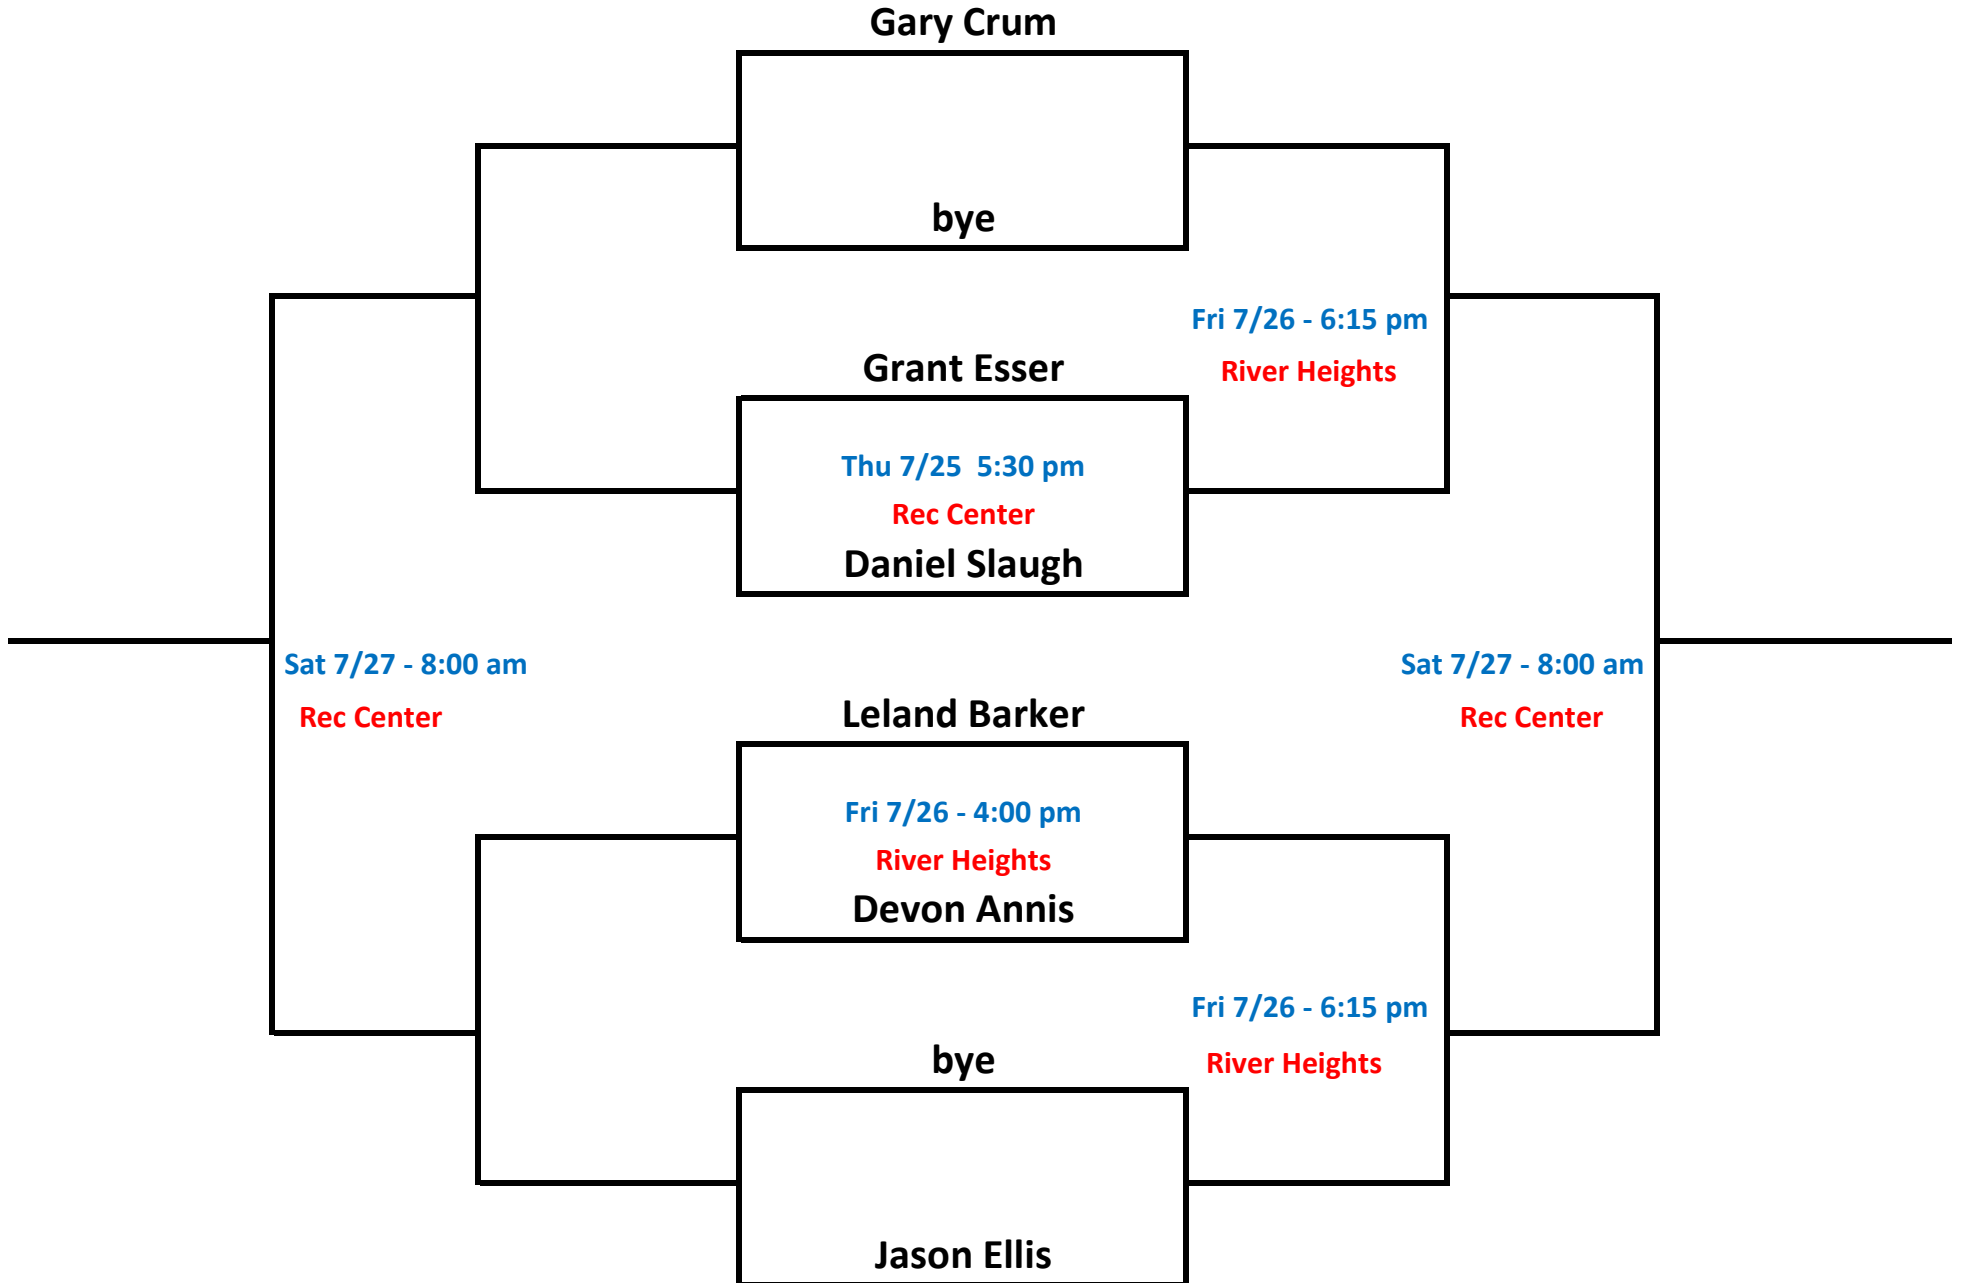 Gary Crum
bye
Fri 7/26 - 6:15 pm
River Heights
Grant Esser
Thu 7/25  5:30 pm
Rec Center
Daniel Slaugh
Sat 7/27 - 8:00 am
Rec Center
Sat 7/27 - 8:00 am
Rec Center
Leland Barker
Fri 7/26 - 4:00 pm
River Heights
Devon Annis
Fri 7/26 - 6:15 pm
River Heights
bye
Jason Ellis